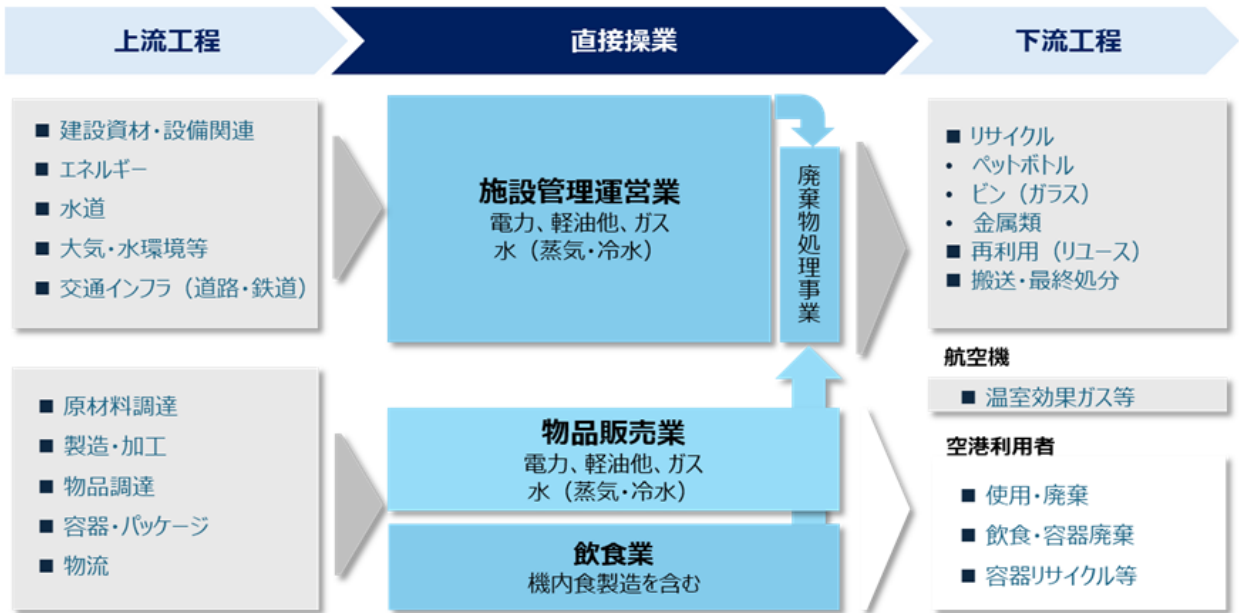 上流工程
直接操業
下流工程
■ 建設資材・設備関連
■ エネルギー
■ 水道
■ 大気・水環境等
■ 交通インフラ（道路・鉄道）
施設管理運営業
電力、軽油他、ガス
水（蒸気・冷水）
廃棄物処理事業
■ リサイクル
• ペットボトル
• ビン（ガラス）
• 金属類
■ 再利用（リユース）
■ 搬送・最終処分
■ 原材料調達
■ 製造・加工
■ 物品調達
■ 容器・パッケージ
■ 物流
物品販売業
電力、軽油他、ガス
水（蒸気・冷水）
飲食業
機内食製造を含む
航空機
■ 温室効果ガス等
空港利用者
■ 使用・廃棄
■ 飲食・容器廃棄
■ 容器リサイクル等